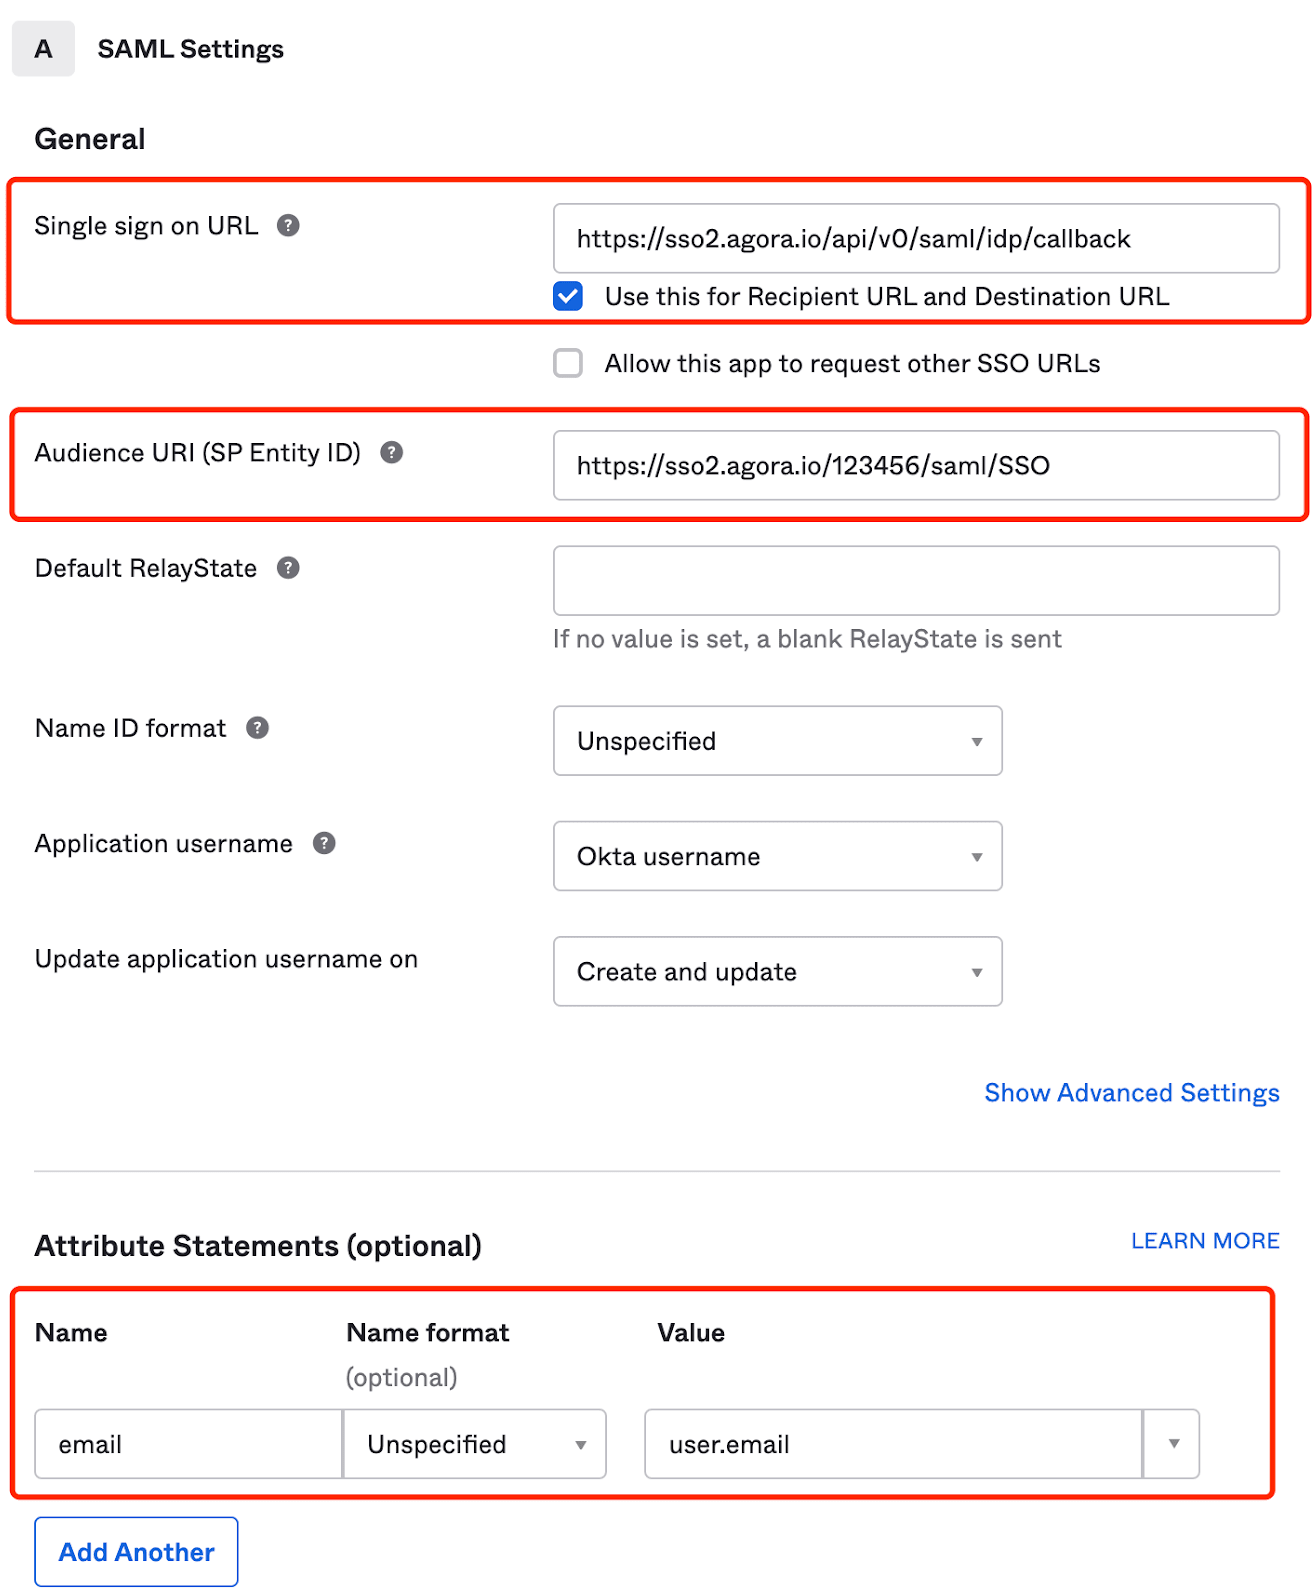 A SAML Settings
General
Single sign on URL ?
https://sso2.agora.io/api/v0/saml/idp/callback
Use this for Recipient URL and Destination URL
Allow this app to request other SSO URLs
Audience URI (SP Entity ID) ?
https://sso2.agora.io/123456/saml/SSO
Default RelayState ?
If no value is set, a blank RelayState is sent
Name ID format ?
Unspecified
Application username ?
Okta username
Update application username on
Create and update
Show Advanced Settings
Attribute Statements (optional)
LEARN MORE
Name Name format Value
(optional)
email Unspecified user.email
Add Another